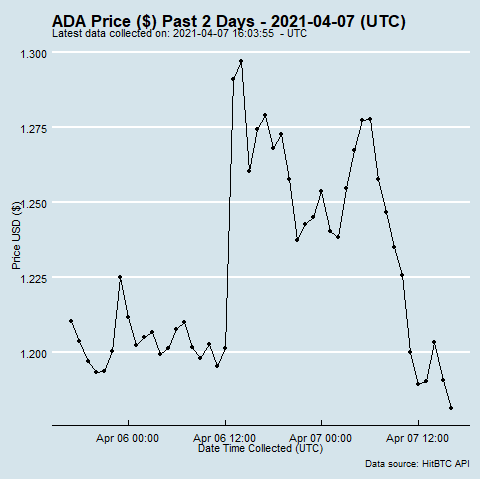 ADA Price ($) Past 2 Days - 2021-04-07 (UTC)
Latest data collected on: 2021-04-07 16:03:55  - UTC
1.300
1.275
1.250
1.225
1.200
Price USD ($)
Apr 06 00:00
Apr 06 12:00
Apr 07 00:00
Apr 07 12:00
Date Time Collected (UTC)
Data source: HitBTC API